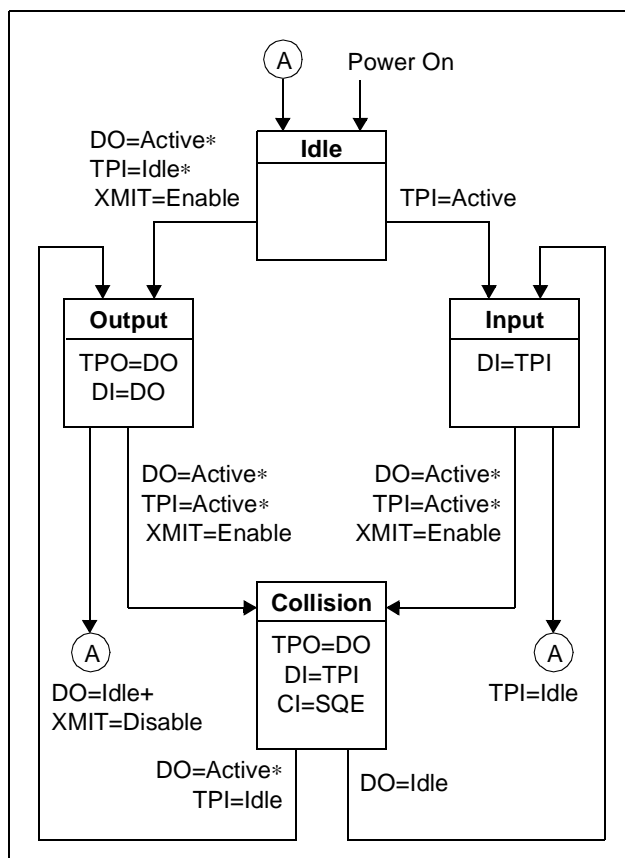 A
Power On
DO=Active*
TPI=Idle*
XMIT=Enable
Idle
TPI=Active
Output
TPO=DO
DI=DO
Input
DI=TPI
DO=Active*
TPI=Active*
XMIT=Enable
DO=Active*
TPI=Active*
XMIT=Enable
Collision
TPO=DO
DI=TPI
CI=SQE
A
DO=Idle+
XMIT=Disable
A
TPI=Idle
DO=Active*
TPI=Idle
DO=Idle